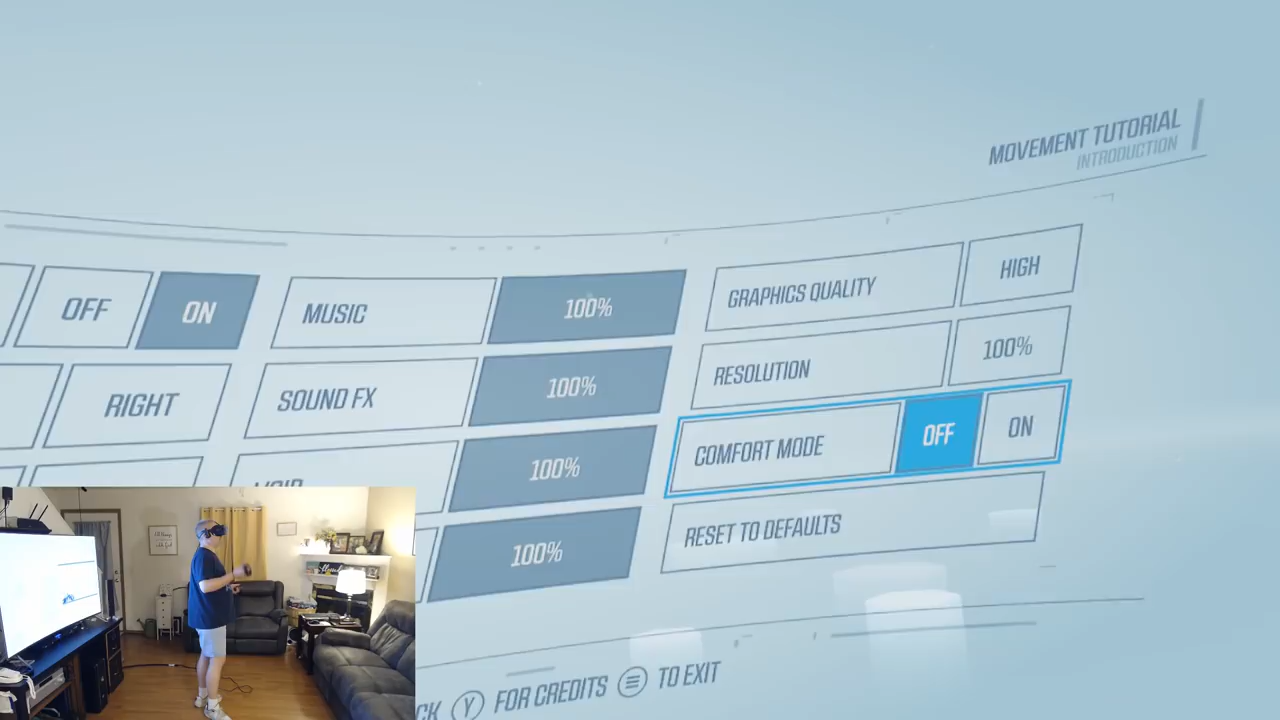 MOVEMENT TUTORIAL
INTRODUCTION
OFF
ON
MUSIC
100%
GRAPHICS QUALITY
HIGH
RIGHT
SOUND FX
100%
RESOLUTION
100%
100%
COMFORT MODE
OFF
ON
100%
RESET TO DEFAULTS
Y FOR CREDITS TO EXIT